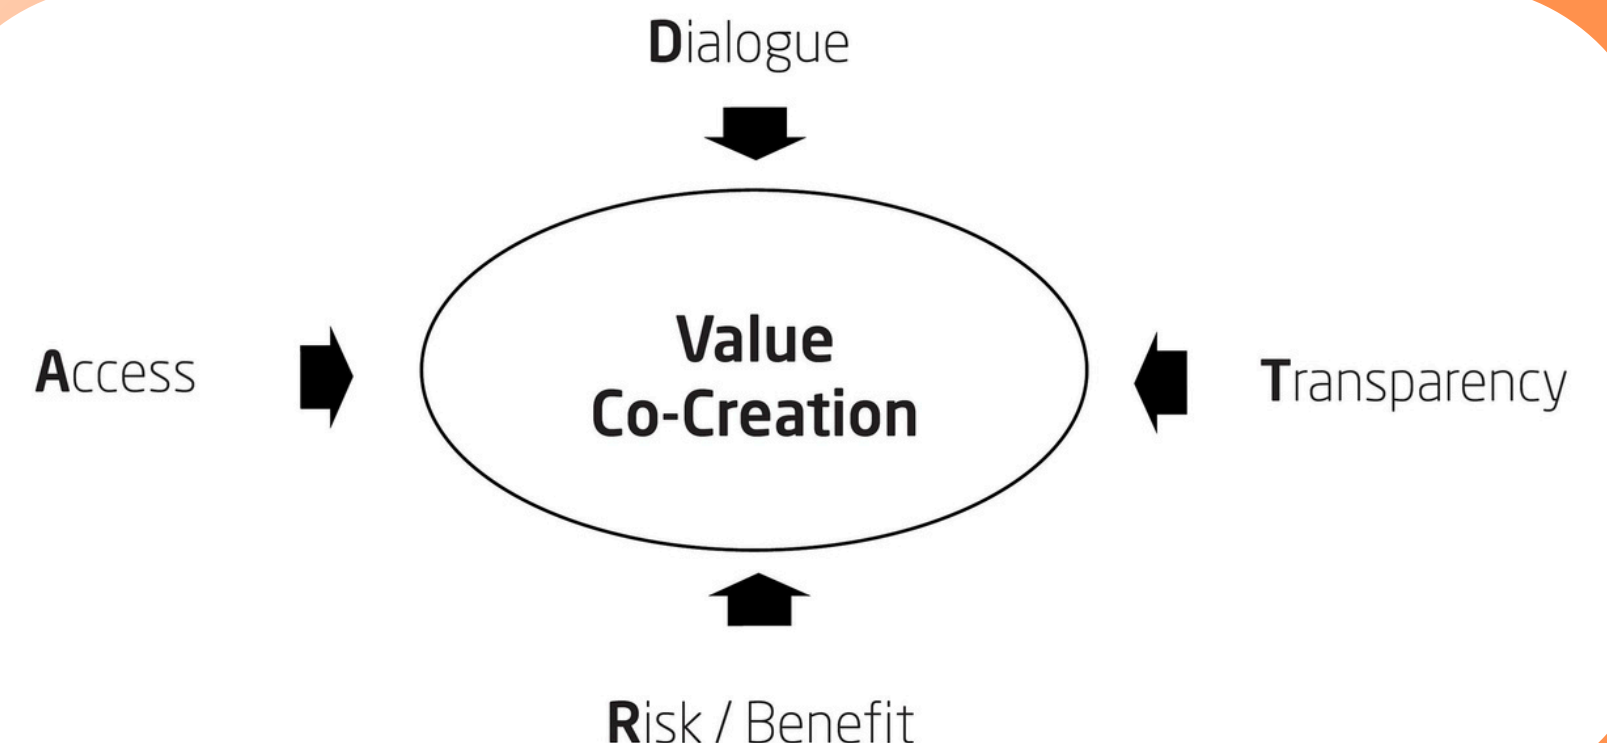 Dialogue
Access
Value
Co-Creation
Transparency
Risk / Benefit